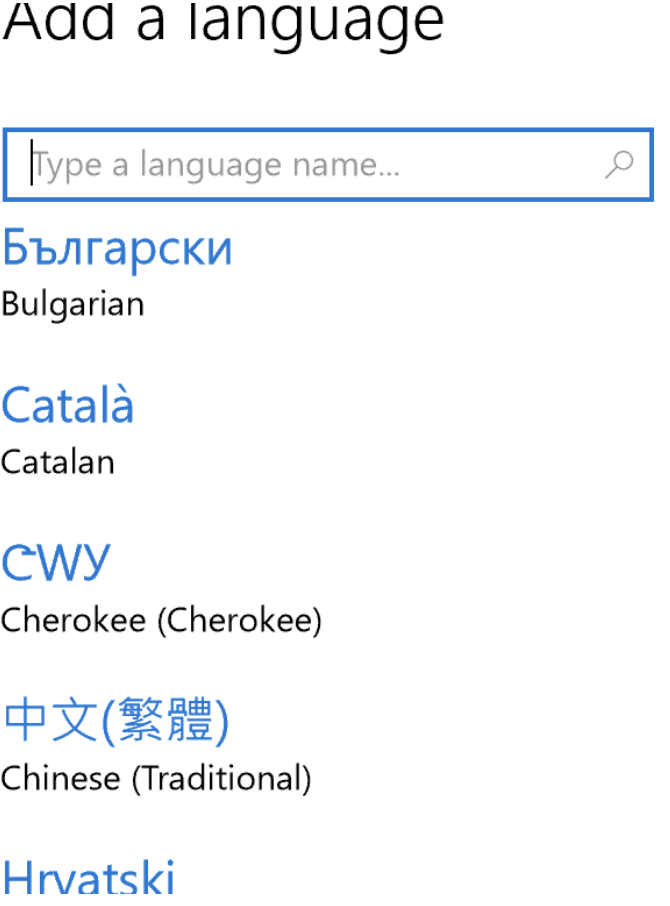 Add a language
Type a language name...
Български
Bulgarian
Català
Catalan
ᏣᎳᎩ
Cherokee (Cherokee)
中文(繁體)
Chinese (Traditional)
Hrvatski